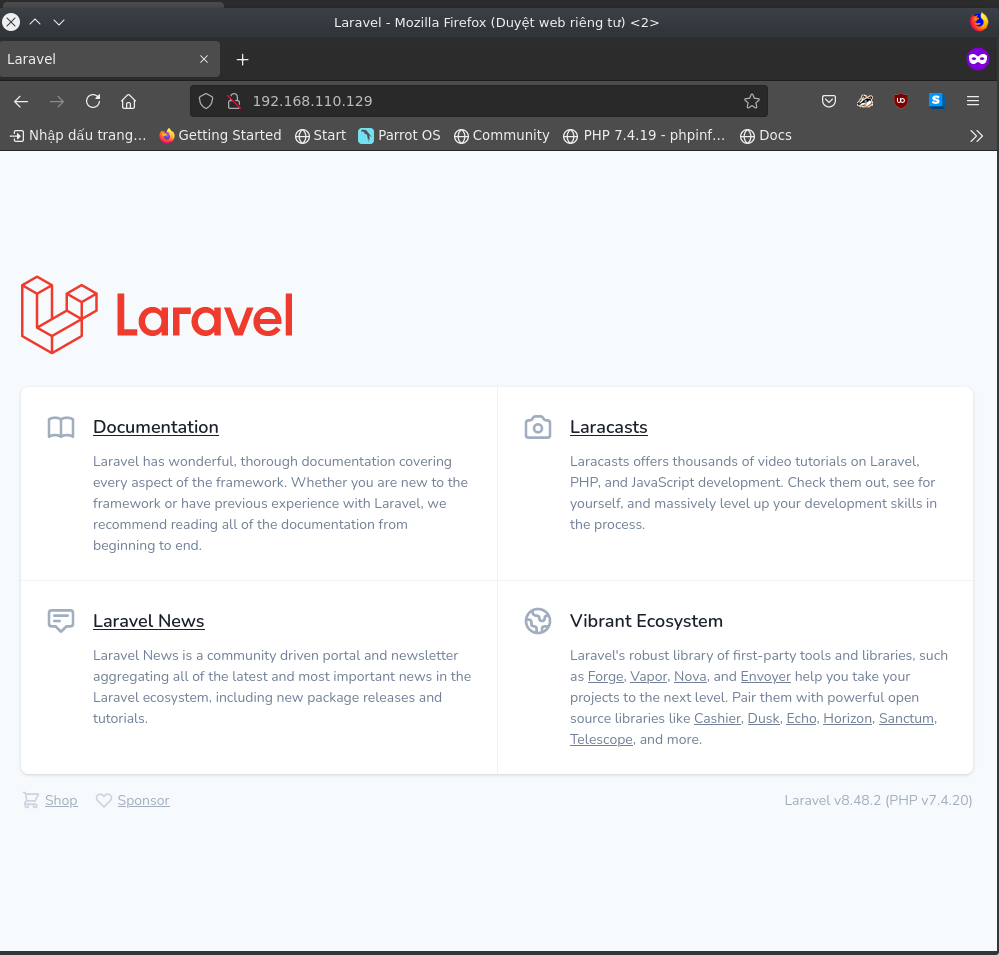 Laravel - Mozilla Firefox (Duyệt web riêng tư) <2>
Laravel
192.168.110.129
Nhập dấu trang... Getting Started Start Parrot OS Community PHP 7.4.19 - phpinf... Docs
Laravel
Documentation
Laravel has wonderful, thorough documentation covering
every aspect of the framework. Whether you are new to the
framework or have previous experience with Laravel, we
recommend reading all of the documentation from
beginning to end.
Laracasts
Laracasts offers thousands of video tutorials on Laravel,
PHP, and JavaScript development. Check them out, see for
yourself, and massively level up your development skills in
the process.
Laravel News
Laravel News is a community driven portal and newsletter
aggregating all of the latest and most important news in the
Laravel ecosystem, including new package releases and
tutorials.
Vibrant Ecosystem
Laravel's robust library of first-party tools and libraries, such
as Forge, Vapor, Nova, and Envoyer help you take your
projects to the next level. Pair them with powerful open
source libraries like Cashier, Dusk, Echo, Horizon, Sanctum,
Telescope, and more.
Shop Sponsor Laravel v8.48.2 (PHP v7.4.20)